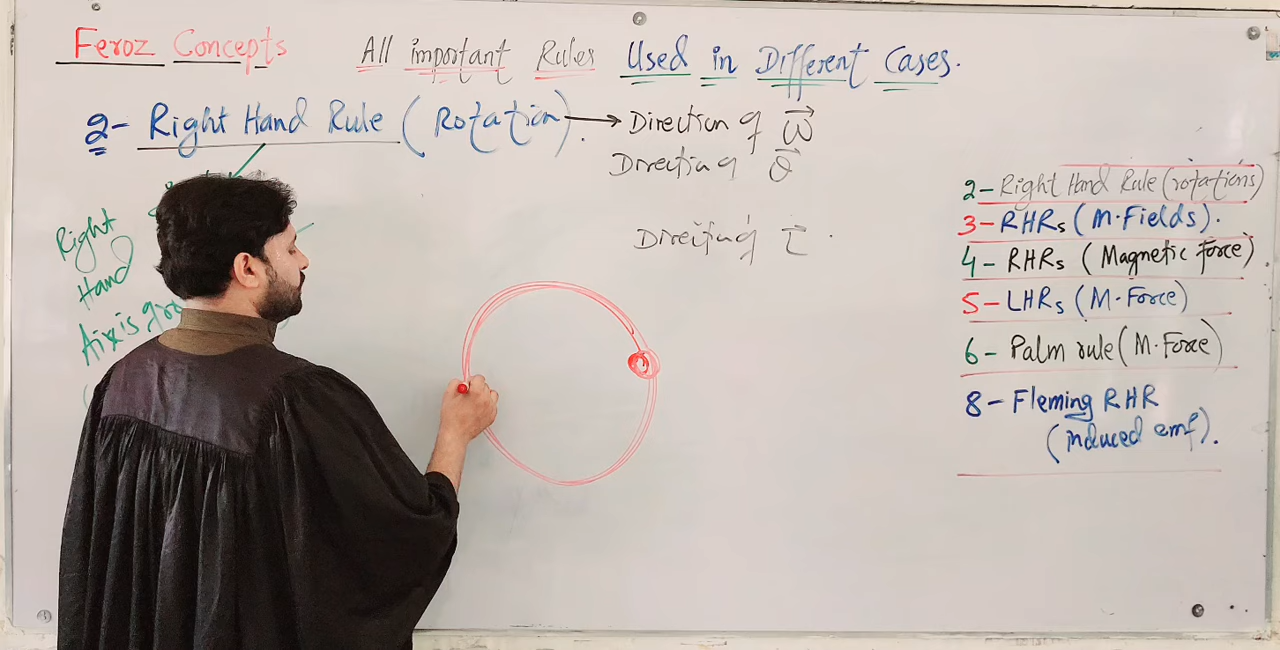 Feroz Concepts All important Rules Used in Different Cases.
2- Right Hand Rule (Rotation). → Direction of ω
Direction of θ
Direction of τ.
Right
Hand
Aixis
2- Right Hand Rule (rotations)
3- RHRs (M.Fields).
4- RHRs (Magnetic force)
5- LHRs (M.Force)
6- Palm rule (M.Force)
8- Fleming RHR
(induced emf).